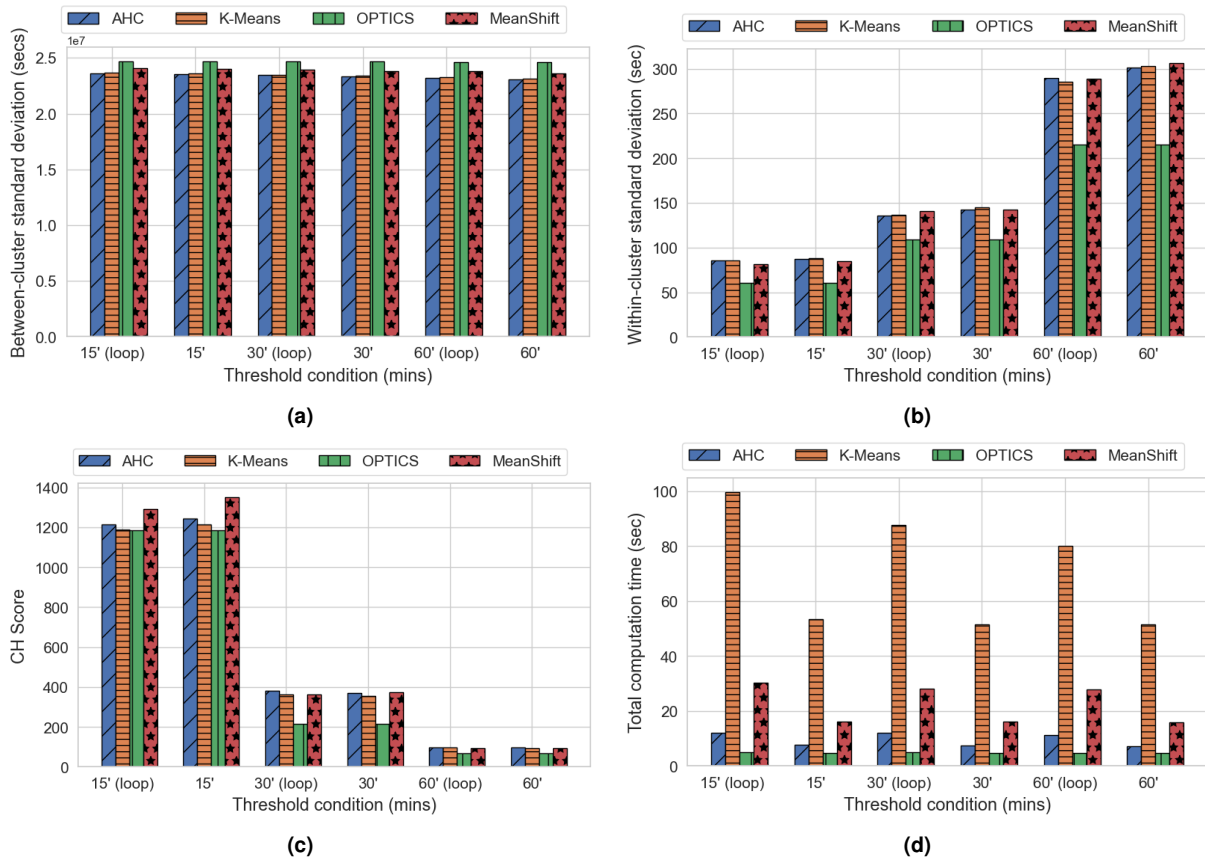 AHC K-Means OPTICS MeanShift
1e7
Between-cluster standard deviation (secs)
2.5
2.0
1.5
1.0
0.5
0.0
15' (loop) 15' 30' (loop) 30' 60' (loop) 60'
Threshold condition (mins)
(a)
AHC K-Means OPTICS MeanShift
Within-cluster standard deviation (sec)
300
250
200
150
100
50
0
15' (loop) 15' 30' (loop) 30' 60' (loop) 60'
Threshold condition (mins)
(b)
AHC K-Means OPTICS MeanShift
CH Score
1400
1200
1000
800
600
400
200
0
15' (loop) 15' 30' (loop) 30' 60' (loop) 60'
Threshold condition (mins)
(c)
AHC K-Means OPTICS MeanShift
Total computation time (sec)
100
80
60
40
20
0
15' (loop) 15' 30' (loop) 30' 60' (loop) 60'
Threshold condition (mins)
(d)